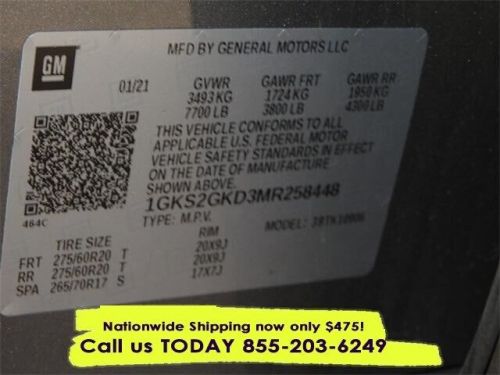 GM
MFD BY GENERAL MOTORS LLC
01/21 GVWR GAWR FRT GAWR RR
3493 KG 1724 KG 1950 KG
7700 LB 3800 LB 4300 LB
THIS VEHICLE CONFORMS TO ALL
APPLICABLE U.S. FEDERAL MOTOR
VEHICLE SAFETY STANDARDS IN EFFECT
ON THE DATE OF MANUFACTURE
SHOWN ABOVE.
1GKS2GKD3MR258448
464C
TYPE: M.P.V. MODEL:
TIRE SIZE RIM
FRT 275/60R20 T 20X9J
RR 275/60R20 T 20X9J
SPA 265/70R17 S 17X7J
Nationwide Shipping now only $475!
Call us TODAY 855-203-6249